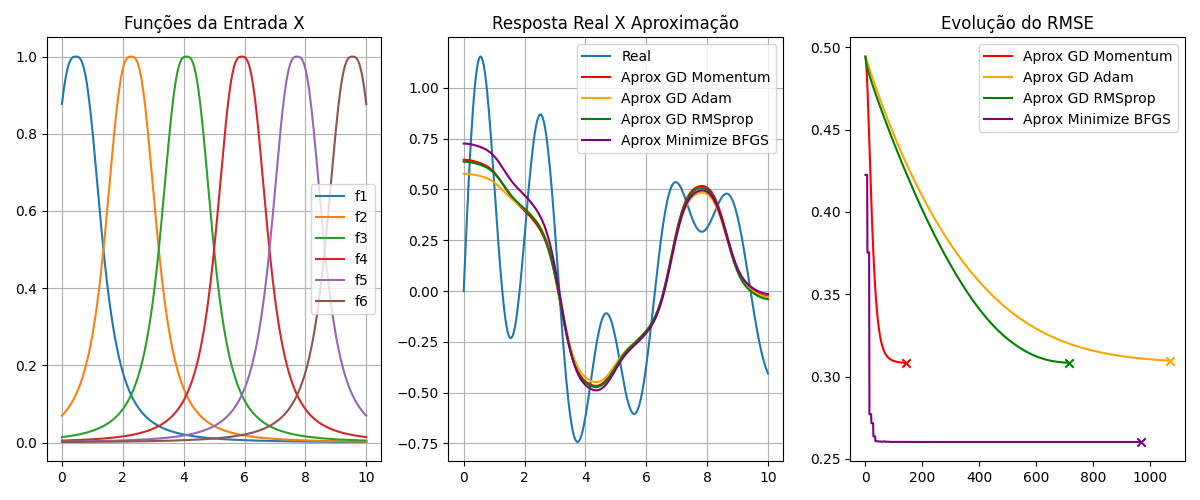 Funções da Entrada X
1.0
0.8
0.6
0.4
0.2
0.0
0 2 4 6 8 10
f1
f2
f3
f4
f5
f6
Resposta Real X Aproximação
1.00
0.75
0.50
0.25
0.00
−0.25
−0.50
−0.75
0 2 4 6 8 10
Real
Aprox GD Momentum
Aprox GD Adam
Aprox GD RMSprop
Aprox Minimize BFGS
Evolução do RMSE
0.50
0.45
0.40
0.35
0.30
0.25
0 200 400 600 800 1000
Aprox GD Momentum
Aprox GD Adam
Aprox GD RMSprop
Aprox Minimize BFGS